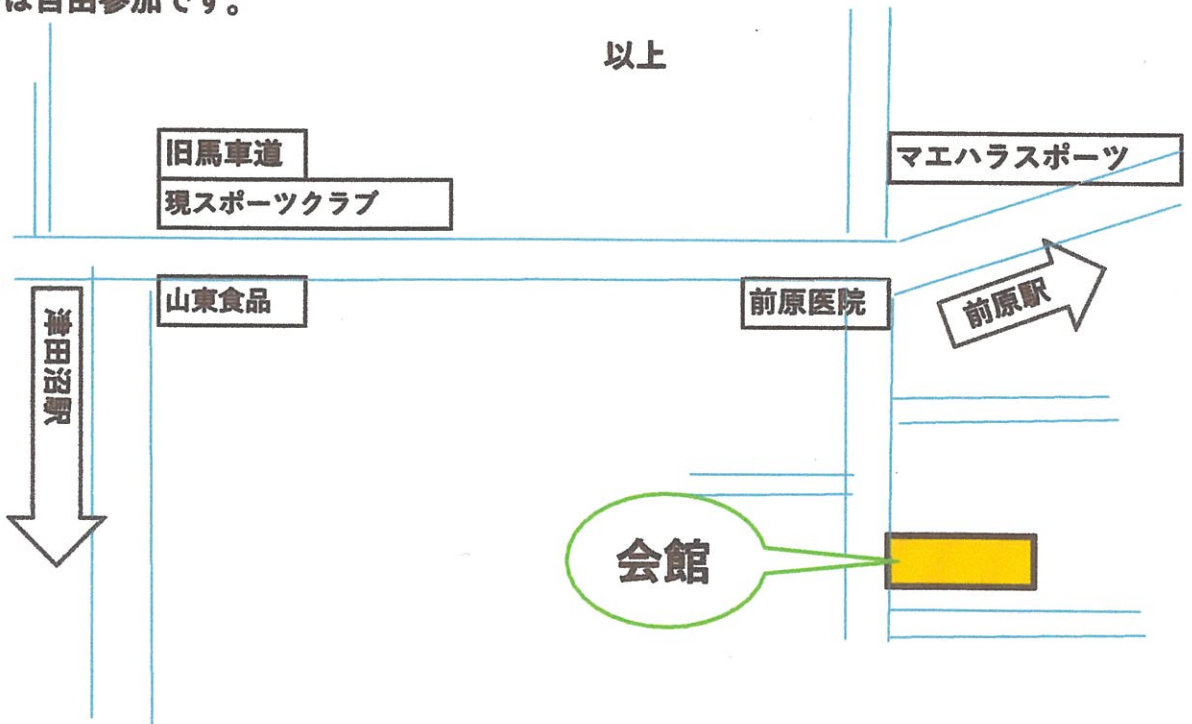 は自由参加です。
以上
旧馬車道
マエハラスポーツ
現スポーツクラブ
山東食品
前原医院
前原駅
津田沼駅
会館